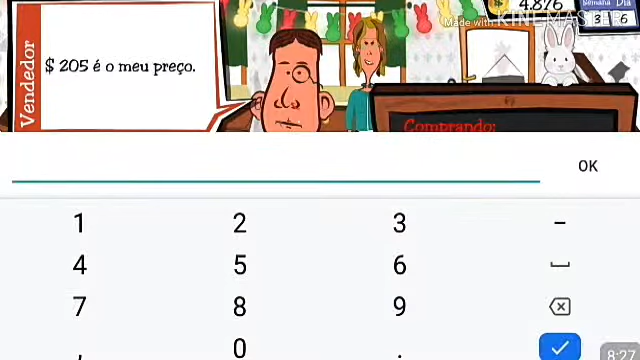 Vendedor
$ 205 é o meu preço.
4.876
Made with KINEMASTER
Semana Dia
3 6
Comprando:
OK
1 2 3 -
4 5 6
7 8 9
, 0 .
8:27